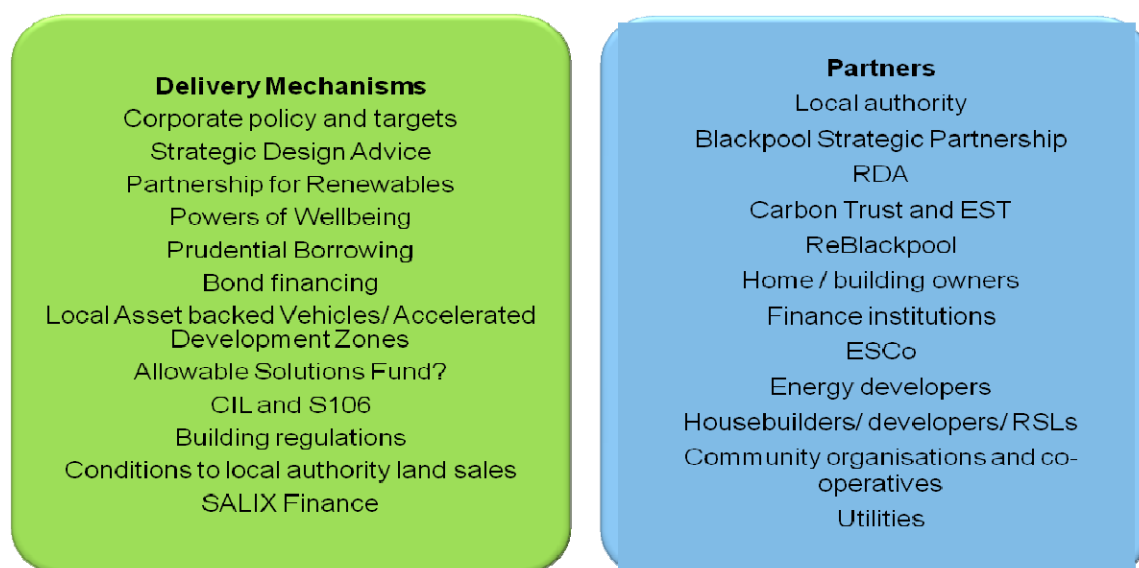 Delivery Mechanisms
Corporate policy and targets
Strategic Design Advice
Partnership for Renewables
Powers of Wellbeing
Prudential Borrowing
Bond financing
Local Asset backed Vehicles/ Accelerated
Development Zones
Allowable Solutions Fund?
CIL and S106
Building regulations
Conditions to local authority land sales
SALIX Finance
Partners
Local authority
Blackpool Strategic Partnership
RDA
Carbon Trust and EST
ReBlackpool
Home / building owners
Finance institutions
ESCo
Energy developers
Housebuilders/ developers/ RSLs
Community organisations and co-
operatives
Utilities